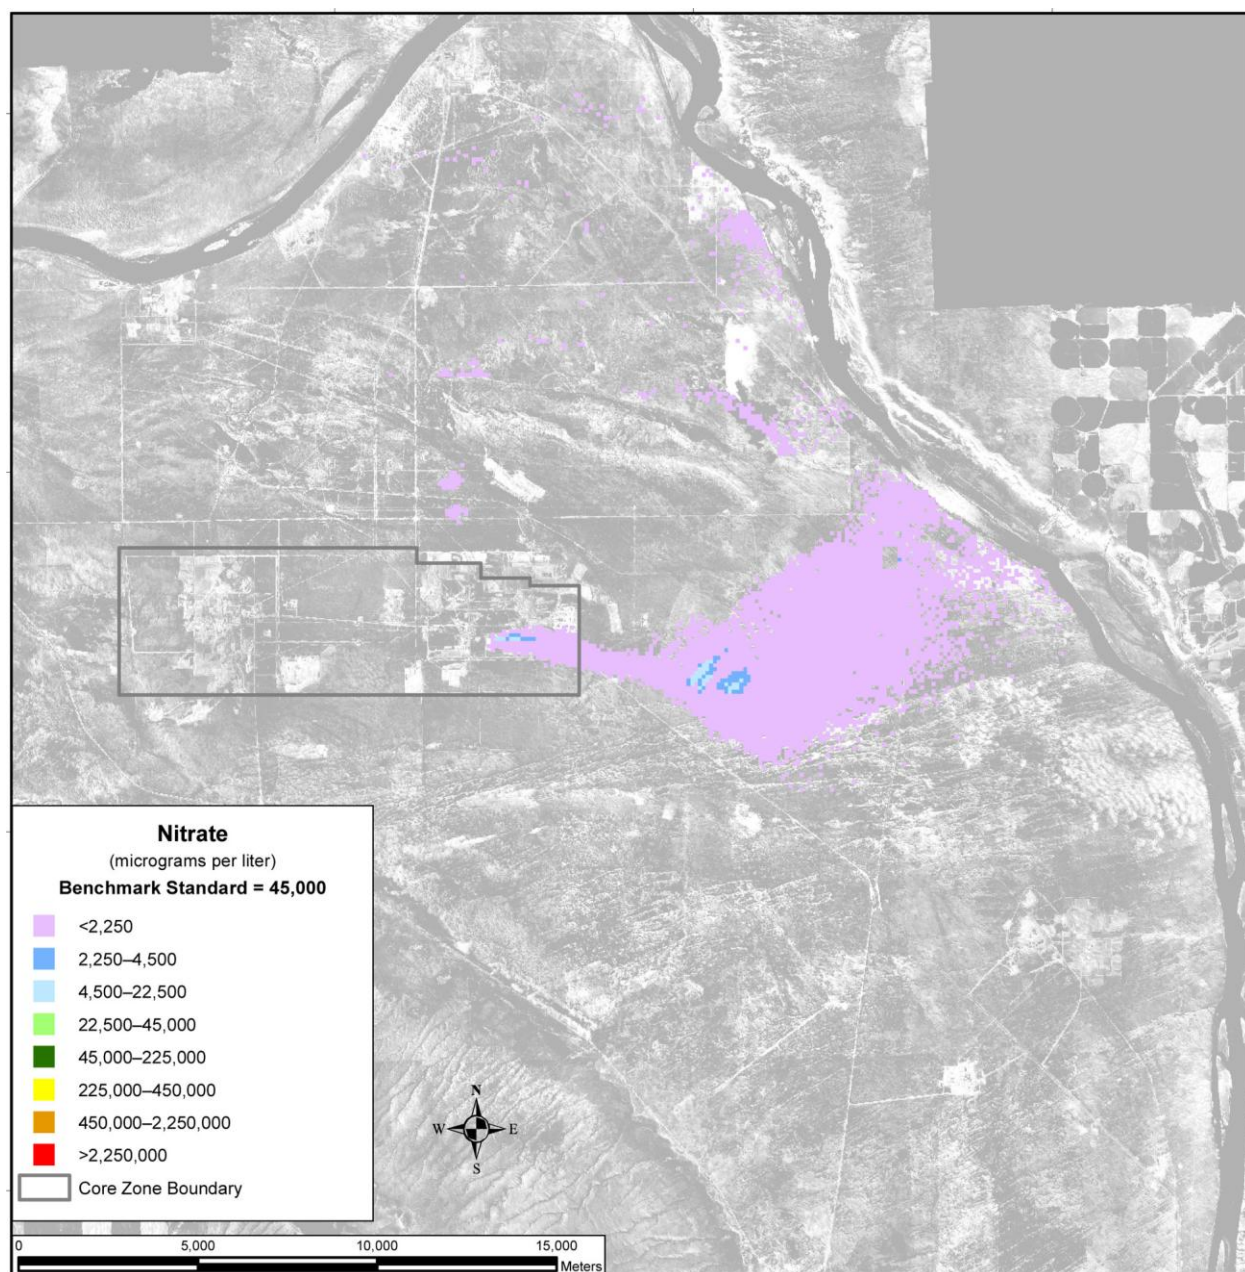 Nitrate
(micrograms per liter)
Benchmark Standard = 45,000
<2,250
2,250–4,500
4,500–22,500
22,500–45,000
45,000–225,000
225,000–450,000
450,000–2,250,000
>2,250,000
Core Zone Boundary
N
W E
S
0 5,000 10,000 15,000
Meters